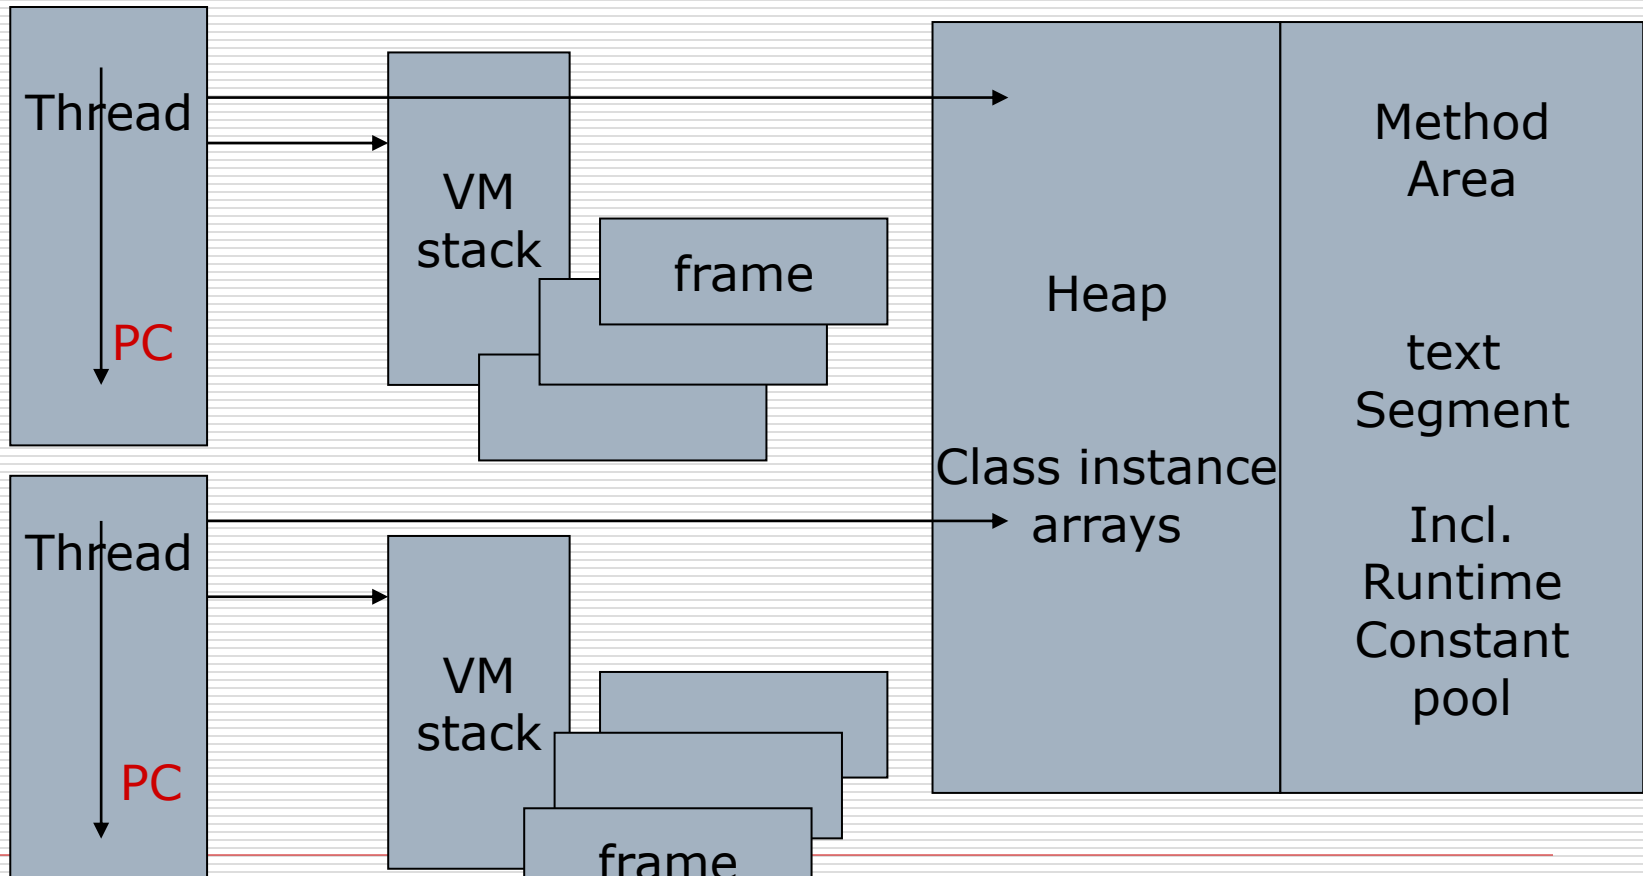 Thread
PC
VM
stack
frame
Heap
Class instance
arrays
Method
Area
text
Segment
Incl.
Runtime
Constant
pool
Thread
PC
VM
stack
frame